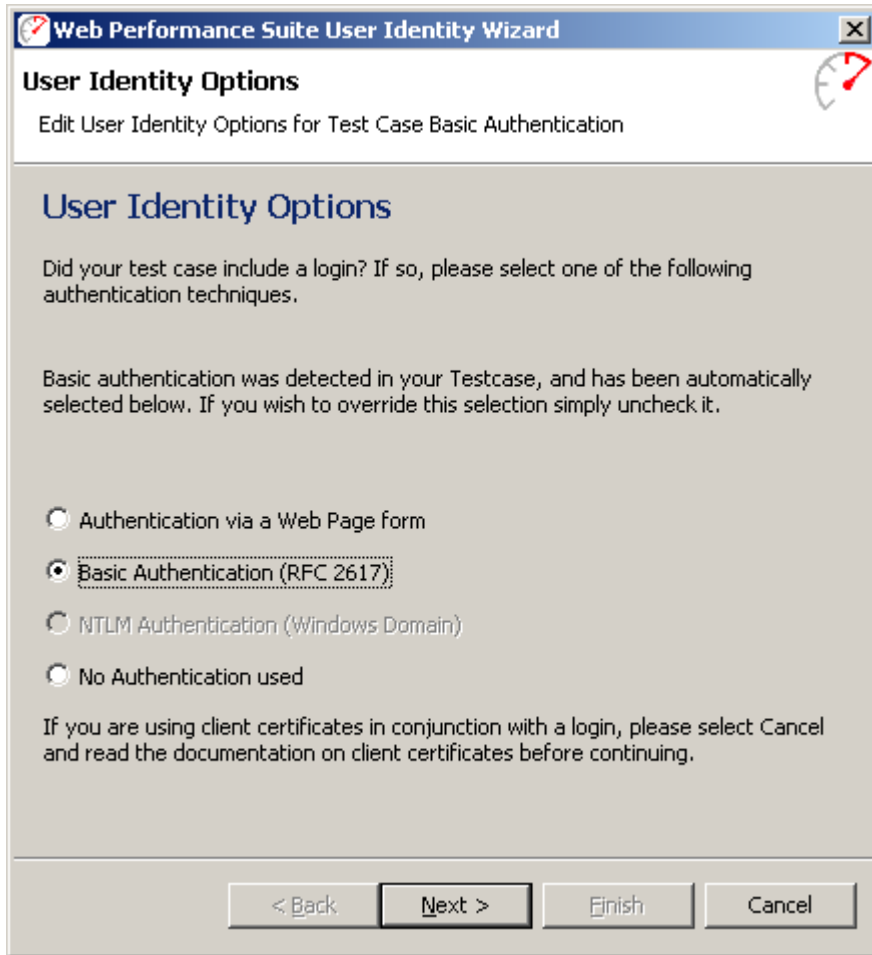 Web Performance Suite User Identity Wizard
User Identity Options
Edit User Identity Options for Test Case Basic Authentication
User Identity Options
Did your test case include a login? If so, please select one of the following
authentication techniques.
Basic authentication was detected in your Testcase, and has been automatically
selected below. If you wish to override this selection simply uncheck it.
Authentication via a Web Page form
Basic Authentication (RFC 2617)
NTLM Authentication (Windows Domain)
No Authentication used
If you are using client certificates in conjunction with a login, please select Cancel
and read the documentation on client certificates before continuing.
< Back Next > Finish Cancel